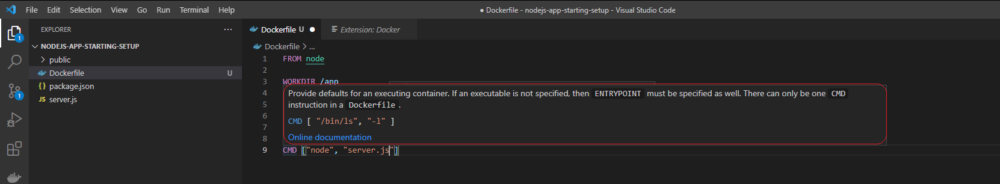 File Edit Selection View Go Run Terminal Help
● Dockerfile - nodejs-app-starting-setup - Visual Studio Code
EXPLORER ...
NODEJS-APP-STARTING-SETUP
public
Dockerfile U
{} package.json
JS server.js
1
1
Dockerfile U ●
Extension: Docker
Dockerfile > ...
1 FROM node
2
3 WORKDIR /app
4
5
6
7
8
Provide defaults for an executing container. If an executable is not specified, then ENTRYPOINT must be specified as well. There can only be one CMD
instruction in a Dockerfile.
CMD [ "/bin/ls", "-l" ]
Online documentation
9 CMD ["node", "server.js"]